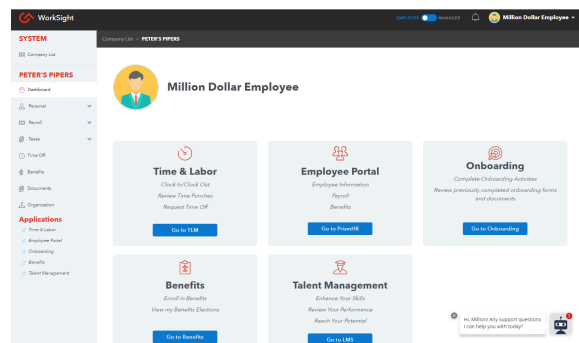 WorkSight
EMPLOYEE MANAGER
Million Dollar Employee
SYSTEM
Company List
Company List > PETER'S PIPERS
PETER'S PIPERS
Dashboard
Personal
Payroll
Taxes
Time Off
Benefits
Documents
Organization
Applications
Time & Labor
Employee Portal
Onboarding
Benefits
Talent Management
Million Dollar Employee
Time & Labor
Clock In/Clock Out
Review Time Punches
Request Time Off
Go to TLM
Employee Portal
Employee Information
Payroll
Benefits
Go to PrismHR
Onboarding
Complete Onboarding Activities
Review previously completed onboarding forms
and documents
Go to Onboarding
Benefits
Enroll in Benefits
View my Benefits Elections
Go to Benefits
Talent Management
Enhance Your Skills
Review Your Performance
Reach Your Potential
Go to LMS
Hi, Million! Any support questions
I can help you with today?